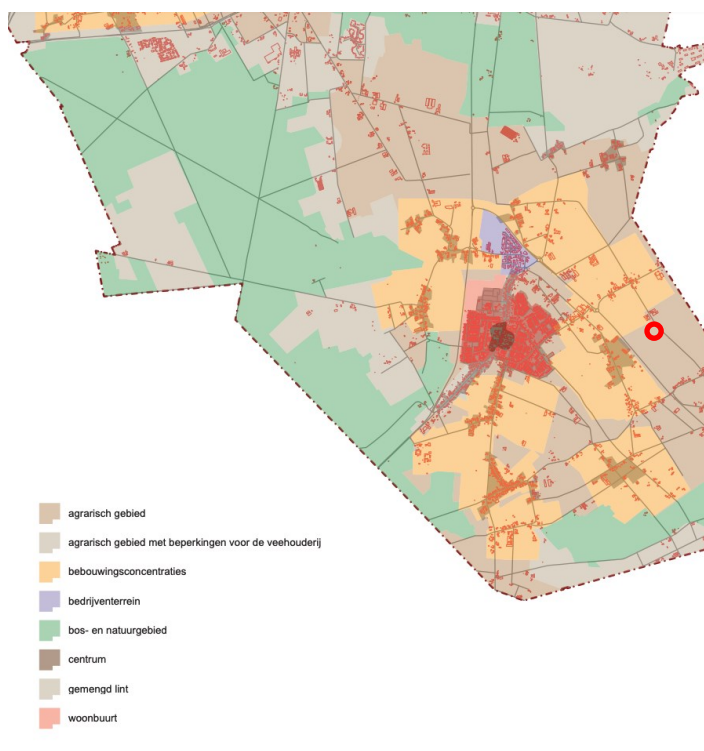 agrarisch gebied
agrarisch gebied met beperkingen voor de veehouderij
bebouwingsconcentraties
bedrijventerrein
bos- en natuurgebied
centrum
gemengd lint
woonbuurt